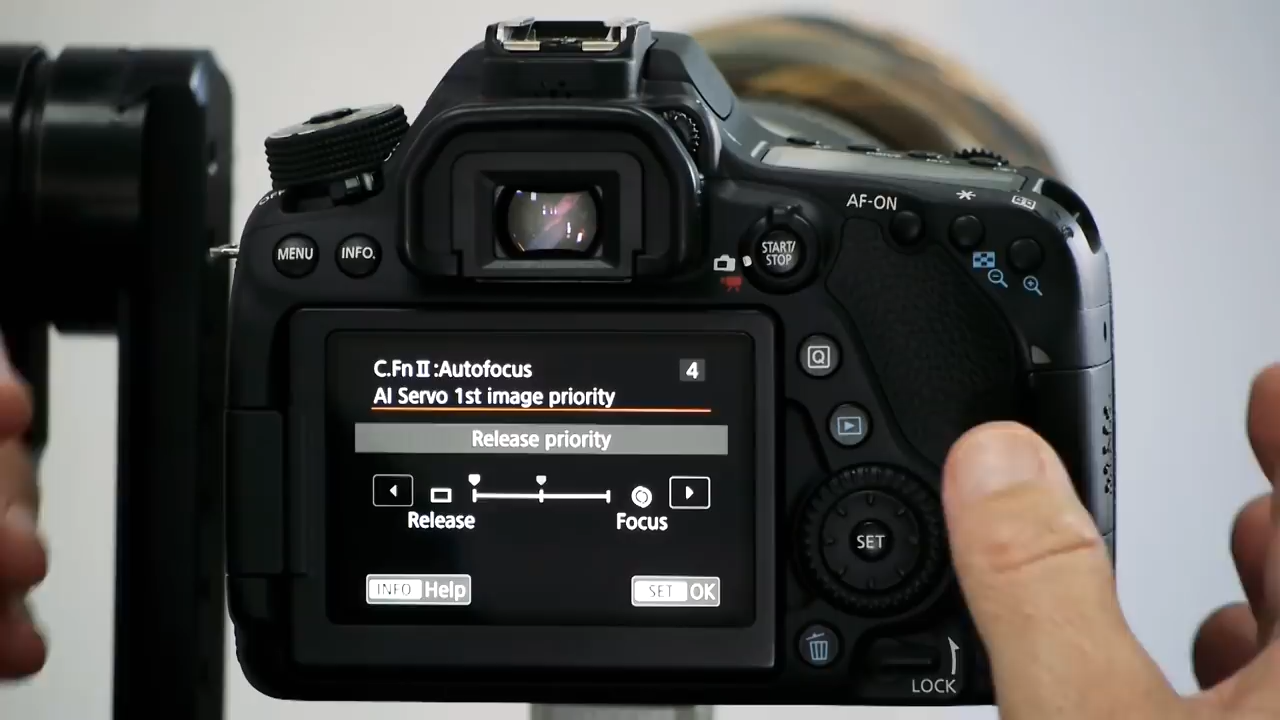 OFF
MENU
INFO.
START/
STOP
AF-ON
Q
C.Fn II :Autofocus
4
AI Servo 1st image priority
Release priority
Release
Focus
INFO Help
SET OK
SET
LOCK